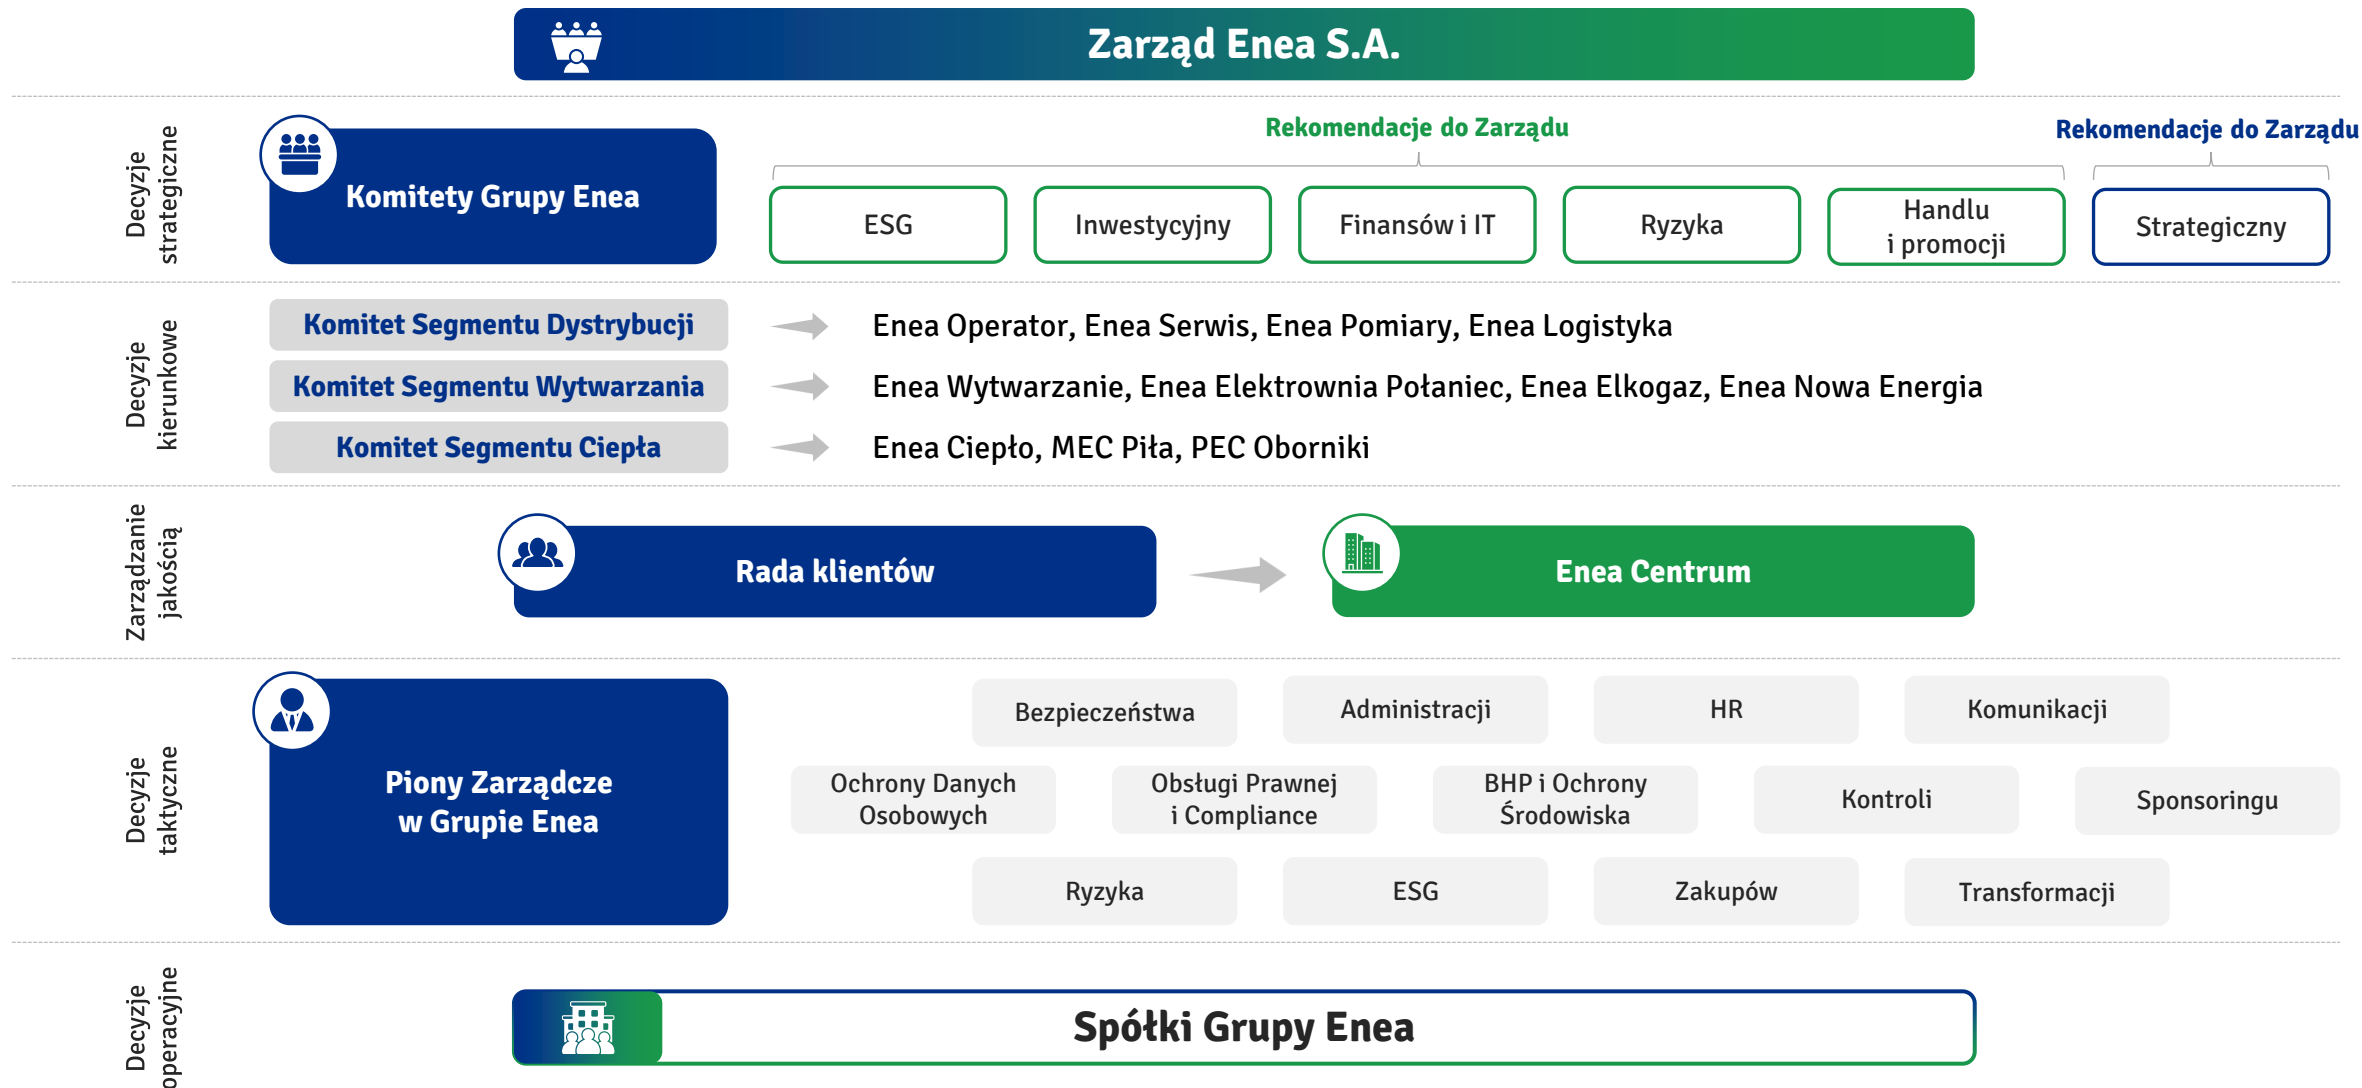 Zarząd Enea S.A.
Decyzje
strategiczne
Komitety Grupy Enea
Rekomendacje do Zarządu
Rekomendacje do Zarządu
ESG
Inwestycyjny
Finansów i IT
Ryzyka
Handlu
i promocji
Strategiczny
Decyzje
kierunkowe
Komitet Segmentu Dystrybucji
Enea Operator, Enea Serwis, Enea Pomiary, Enea Logistyka
Komitet Segmentu Wytwarzania
Enea Wytwarzanie, Enea Elektrownia Połaniec, Enea Elkogaz, Enea Nowa Energia
Komitet Segmentu Ciepła
Enea Ciepło, MEC Piła, PEC Oborniki
Zarządzanie
jakością
Rada klientów
Enea Centrum
Decyzje
taktyczne
Piony Zarządcze
w Grupie Enea
Bezpieczeństwa
Administracji
HR
Komunikacji
Ochrony Danych
Osobowych
Obsługi Prawnej
i Compliance
BHP i Ochrony
Środowiska
Kontroli
Sponsoringu
Ryzyka
ESG
Zakupów
Transformacji
Decyzje
operacyjne
Spółki Grupy Enea